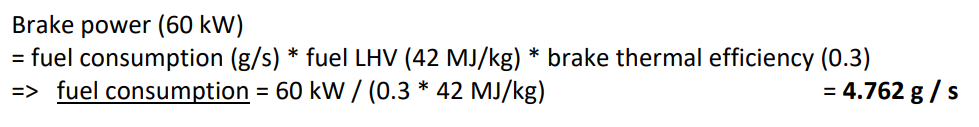 Brake power (60 kW)
= fuel consumption (g/s) * fuel LHV (42 MJ/kg) * brake thermal efficiency (0.3)
=> fuel consumption = 60 kW / (0.3 * 42 MJ/kg) = 4.762 g / s